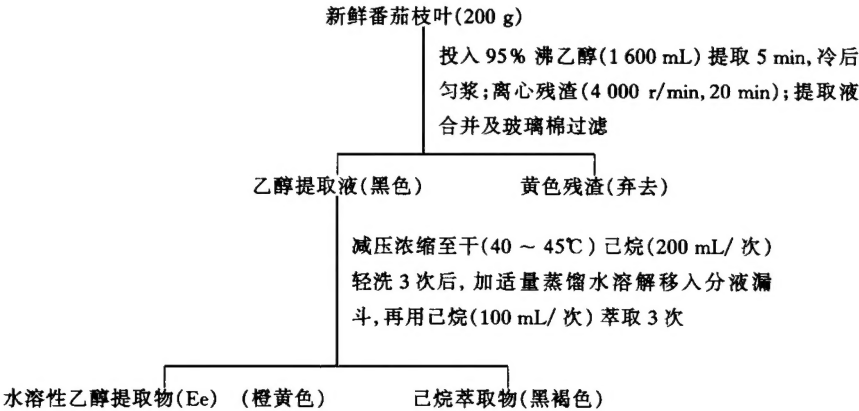 新鲜番茄枝叶(200 g)
投入 95% 沸乙醇(1 600 mL) 提取 5 min, 冷后
匀浆; 离心残渣(4 000 r/min, 20 min); 提取液
合并及玻璃棉过滤
乙醇提取液(黑色) 黄色残渣(弃去)
减压浓缩至干(40 ~ 45℃) 己烷(200 mL/ 次)
轻洗 3 次后, 加适量蒸馏水溶解移入分液漏
斗, 再用己烷(100 mL/ 次) 萃取 3 次
水溶性乙醇提取物(Ee) (橙黄色) 己烷萃取物(黑褐色)